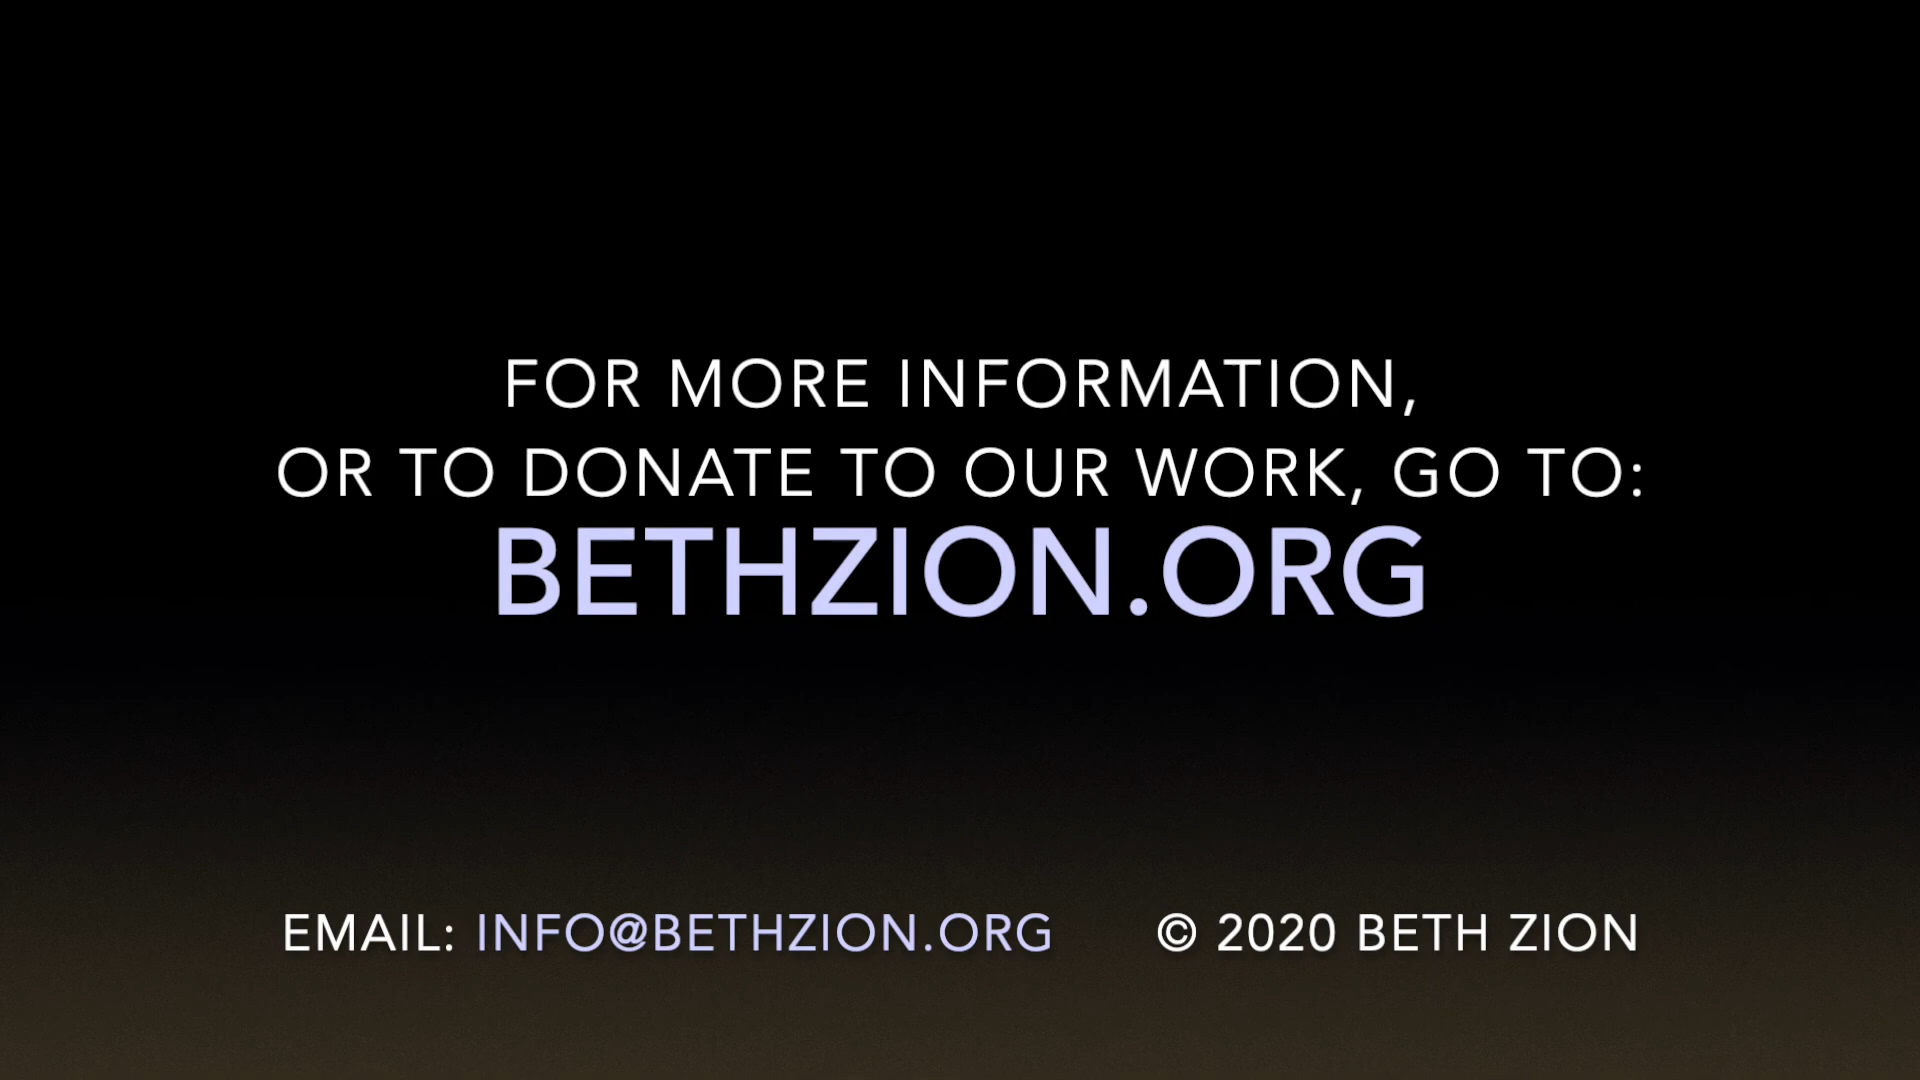 FOR MORE INFORMATION,
OR TO DONATE TO OUR WORK, GO TO:
BETHZION.ORG
EMAIL: INFO@BETHZION.ORG © 2020 BETH ZION